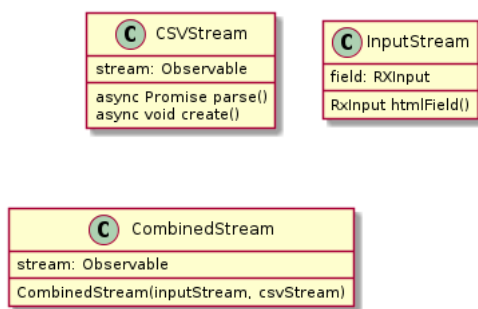 C CSVStream
stream: Observable
async Promise parse()
async void create()
C InputStream
field: RXInput
RxInput htmlField()
C CombinedStream
stream: Observable
CombinedStream(inputStream, csvStream)